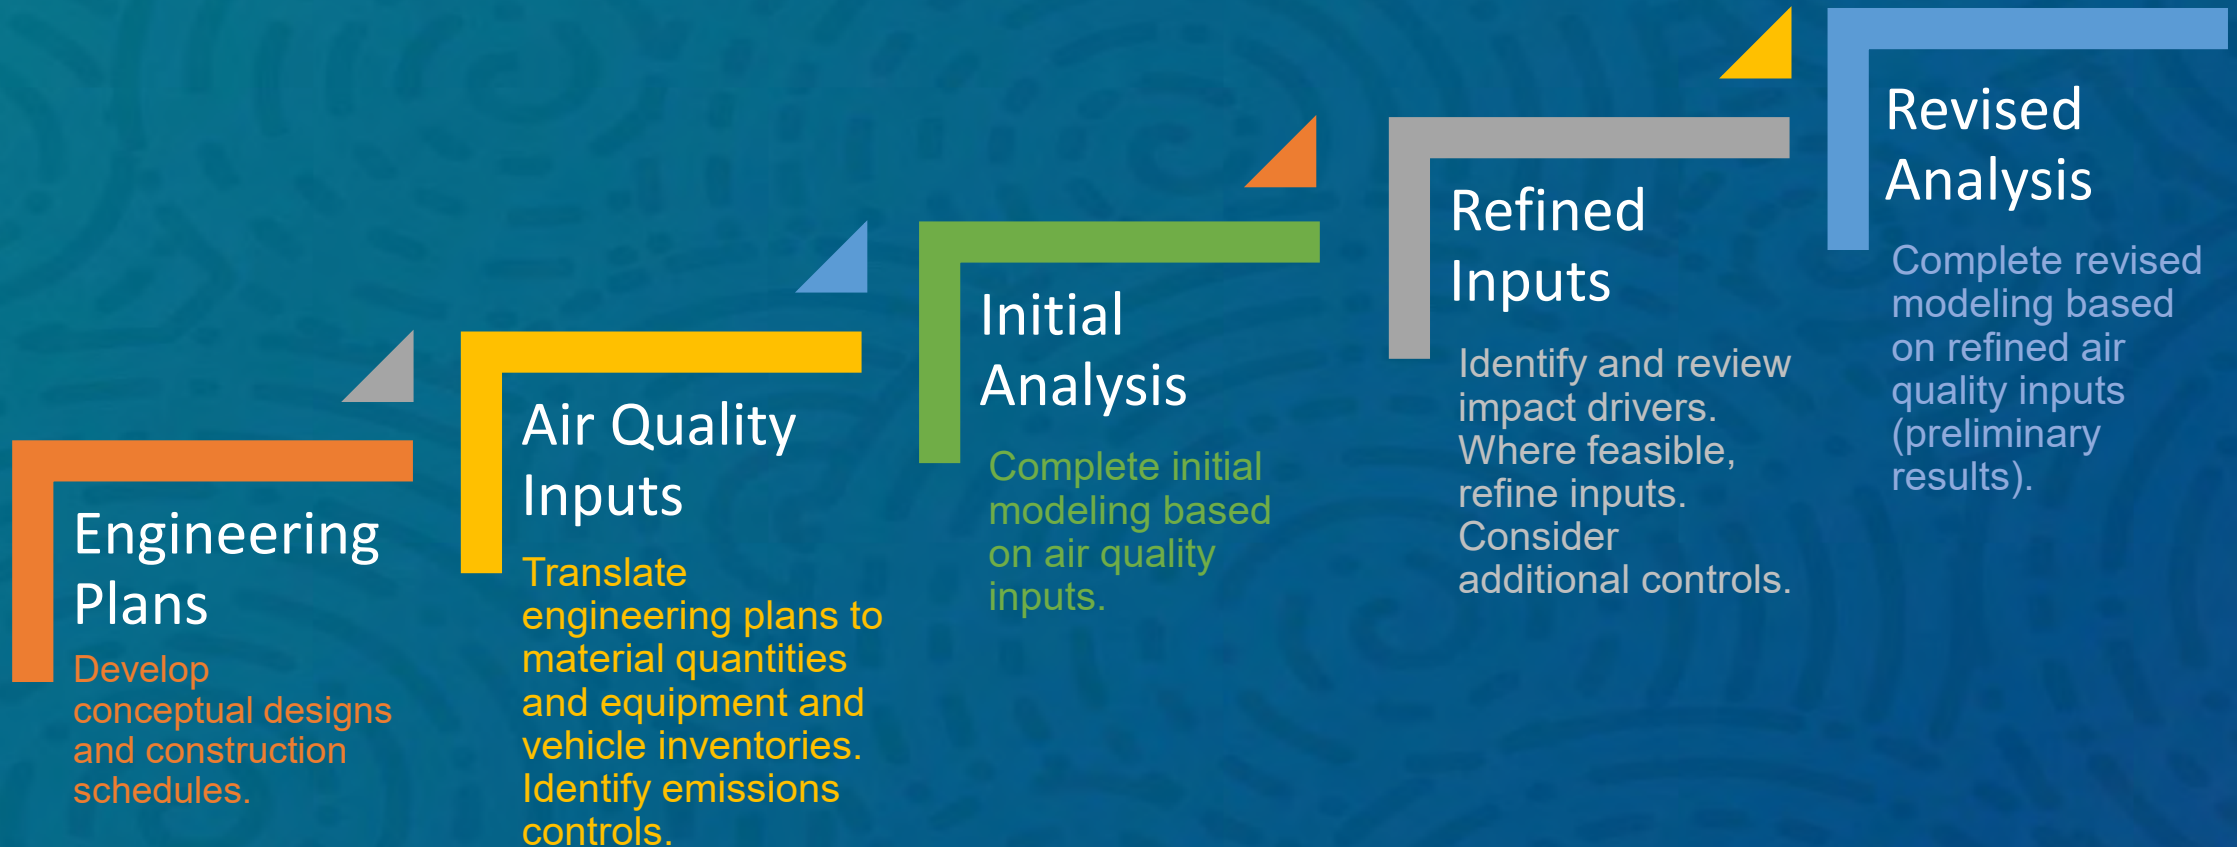 Engineering
Plans
Develop
conceptual designs
and construction
schedules.
Air Quality
Inputs
Translate
engineering plans to
material quantities
and equipment and
vehicle inventories.
Identify emissions
controls.
Initial
Analysis
Complete initial
modeling based
on air quality
inputs.
Refined
Inputs
Identify and review
impact drivers.
Where feasible,
refine inputs.
Consider
additional controls.
Revised
Analysis
Complete revised
modeling based
on refined air
quality inputs
(preliminary
results).